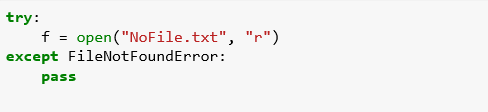 try:
    f = open("NoFile.txt", "r")
except FileNotFoundError:
    pass